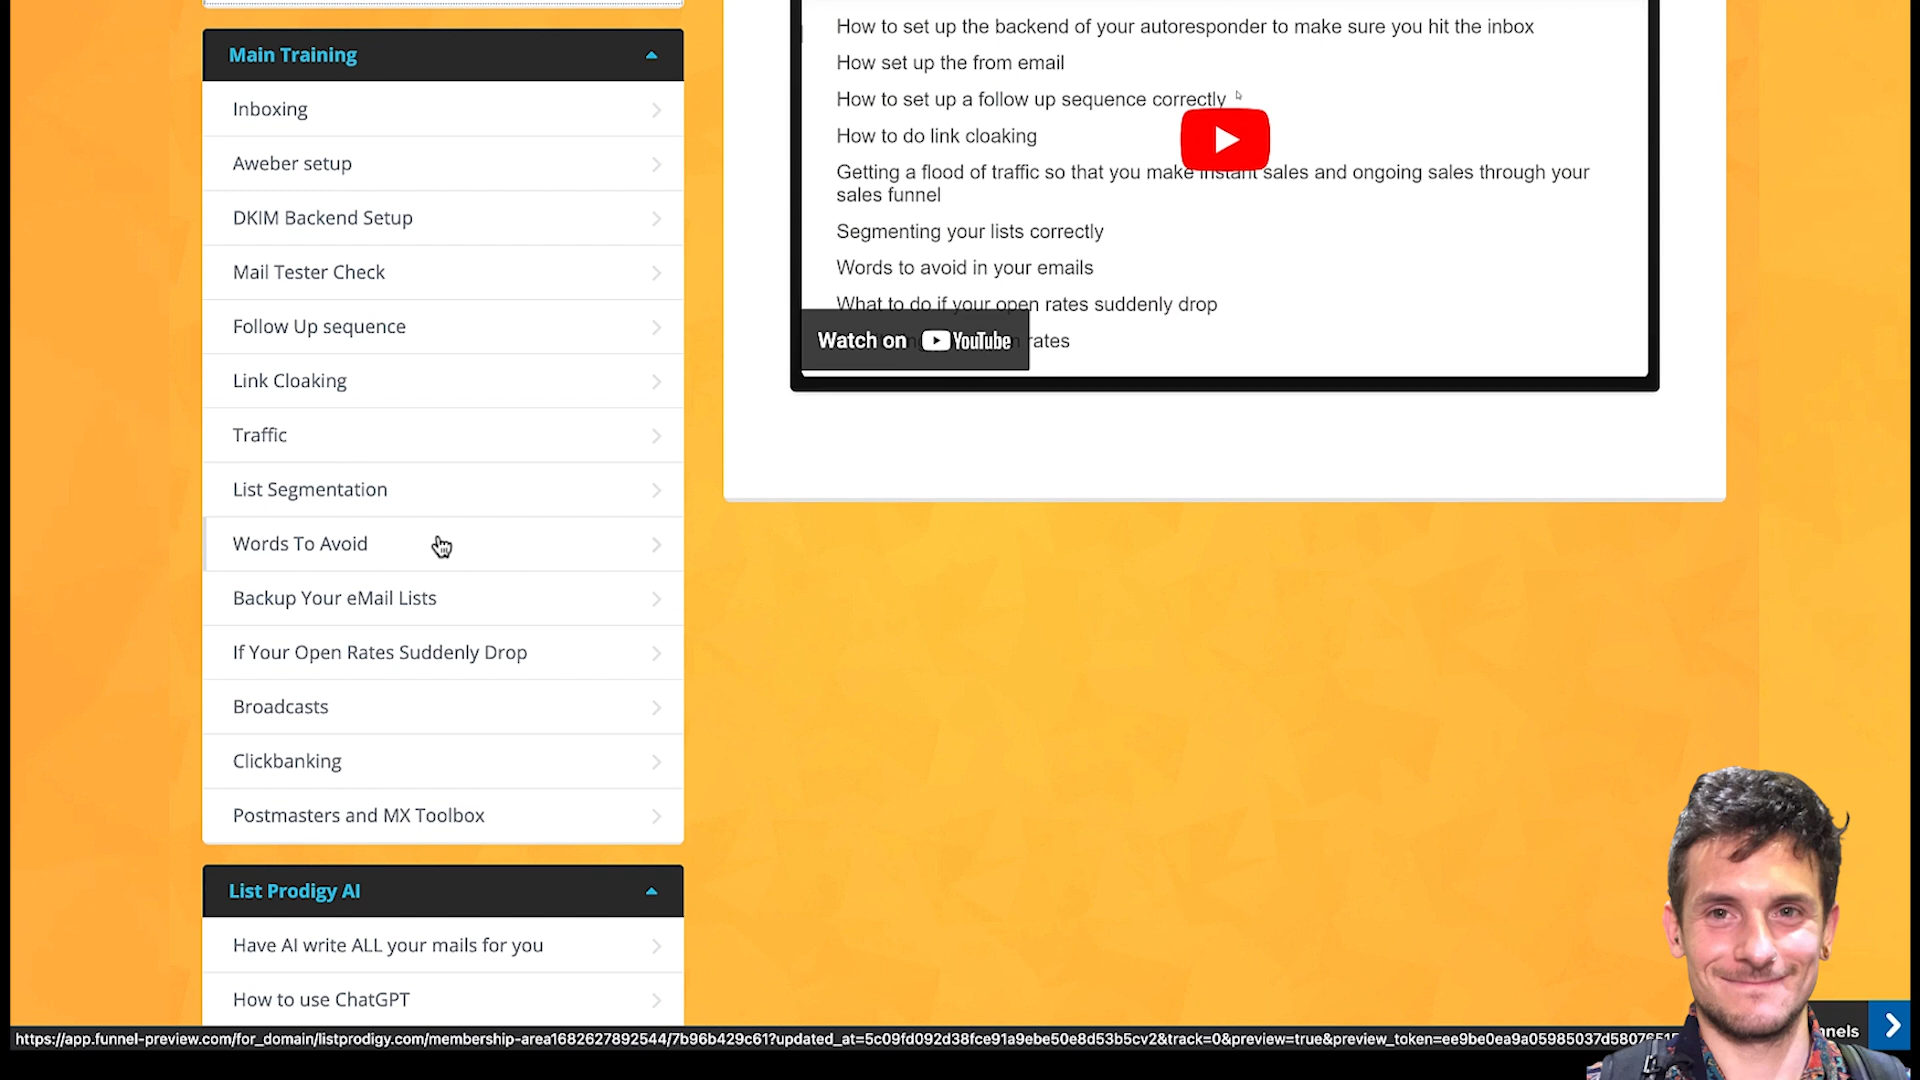 Main Training
Inboxing
Aweber setup
DKIM Backend Setup
Mail Tester Check
Follow Up sequence
Link Cloaking
Traffic
List Segmentation
Words To Avoid
Backup Your eMail Lists
If Your Open Rates Suddenly Drop
Broadcasts
Clickbanking
Postmasters and MX Toolbox
List Prodigy AI
Have AI write ALL your mails for you
How to use ChatGPT
How to set up the backend of your autoresponder to make sure you hit the inbox
How set up the from email
How to set up a follow up sequence correctly
How to do link cloaking
Getting a flood of traffic so that you make instant sales and ongoing sales through your
sales funnel
Segmenting your lists correctly
Words to avoid in your emails
What to do if your open rates suddenly drop
rates
Watch on YouTube
https://app.funnel-preview.com/for_domain/listprodigy.com/membership-area1682627892544/7b96b429c61?updated_at=5c09fd092d38fce91a9ebe50e8d53b5cv2&track=0&preview=true&preview_token=ee9be0ea9a05985037d5807615
nnels